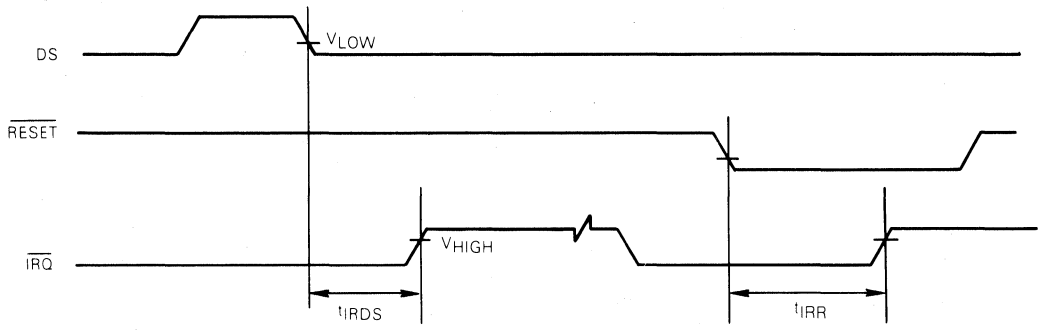 DS
VLOW
RESET
IRQ
VHIGH
tIRDS
tIRR